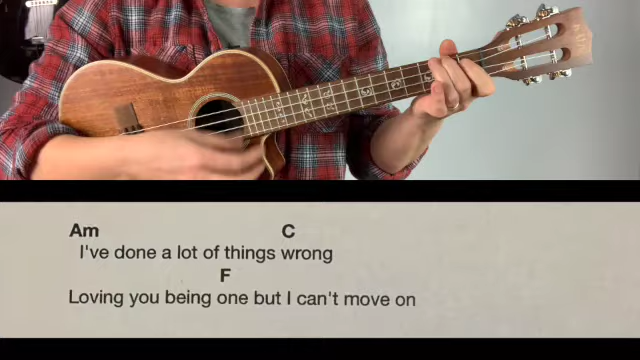 Am C
I've done a lot of things wrong
F
Loving you being one but I can't move on